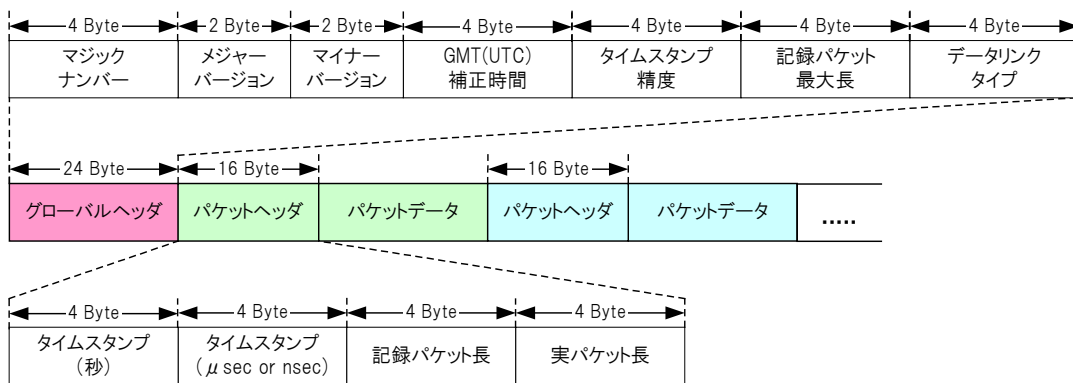 4 Byte
2 Byte
2 Byte
4 Byte
4 Byte
4 Byte
4 Byte
マジック
ナンバー
メジャー
バージョン
マイナー
バージョン
GMT(UTC)
補正時間
タイムスタンプ
精度
記録パケット
最大長
データリンク
タイプ
24 Byte
16 Byte
16 Byte
グローバルヘッダ
パケットヘッダ
パケットデータ
パケットヘッダ
パケットデータ
.....
4 Byte
4 Byte
4 Byte
4 Byte
タイムスタンプ
(秒)
タイムスタンプ
(μsec or nsec)
記録パケット長
実パケット長